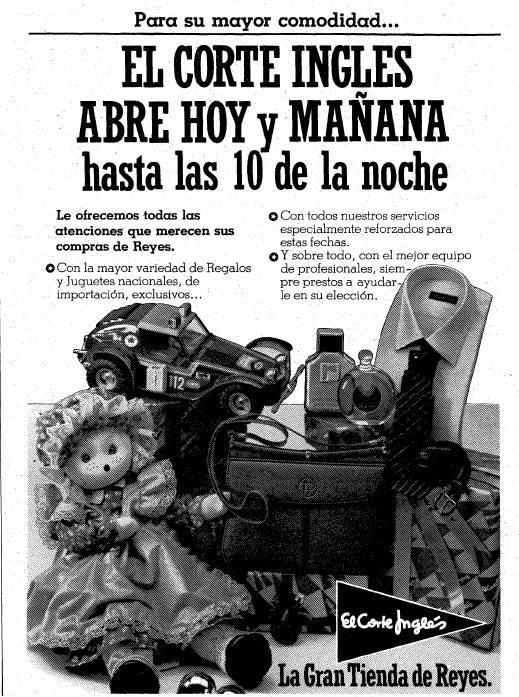 Para su mayor comodidad...
EL CORTE INGLES
ABRE HOY y MAÑANA
hasta las 10 de la noche
Le ofrecemos todas las
atenciones que merecen sus
compras de Reyes.
Con la mayor variedad de Regalos
y Juguetes nacionales, de
importación, exclusivos...
Con todos nuestros servicios
especialmente reforzados para
estas fechas.
Y sobre todo, con el mejor equipo
de profesionales, siem-
pre prestos a ayudar-
le en su elección.
T12
El Corte Inglés
La Gran Tienda de Reyes.